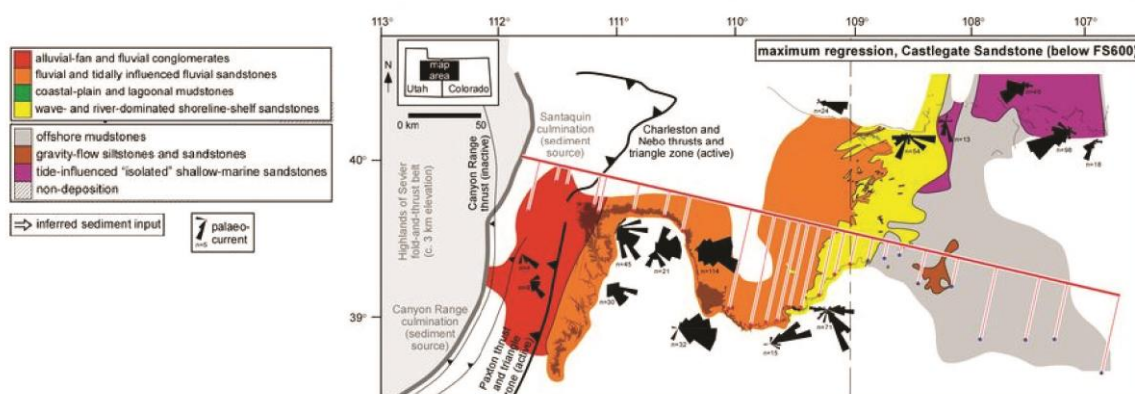 alluvial-fan and fluvial conglomerates
fluvial and tidally influenced fluvial sandstones
coastal-plain and lagoonal mudstones
wave- and river-dominated shoreline-shelf sandstones
offshore mudstones
gravity-flow siltstones and sandstones
tide-influenced "isolated" shallow-marine sandstones
non-deposition
inferred sediment input
palaeo-
current
n=5
113°
112°
111°
110°
109°
108°
107°
40°
39°
N
map
area
Utah
Colorado
0 km
50
maximum regression, Castlegate Sandstone (below FS600)
Santaquin
culmination
(sediment
source)
Charleston and
Nebo thrusts and
triangle zone (active)
Canyon Range
thrust (inactive)
Highlands of Sevier
fold-and-thrust belt
(c. 3 km elevation)
Canyon Range
culmination
(sediment
source)
Paxton thrust
and triangle
zone (active)
n=45
n=21
n=114
n=30
n=32
n=15
n=71
n=24
n=54
n=13
n=98
n=18